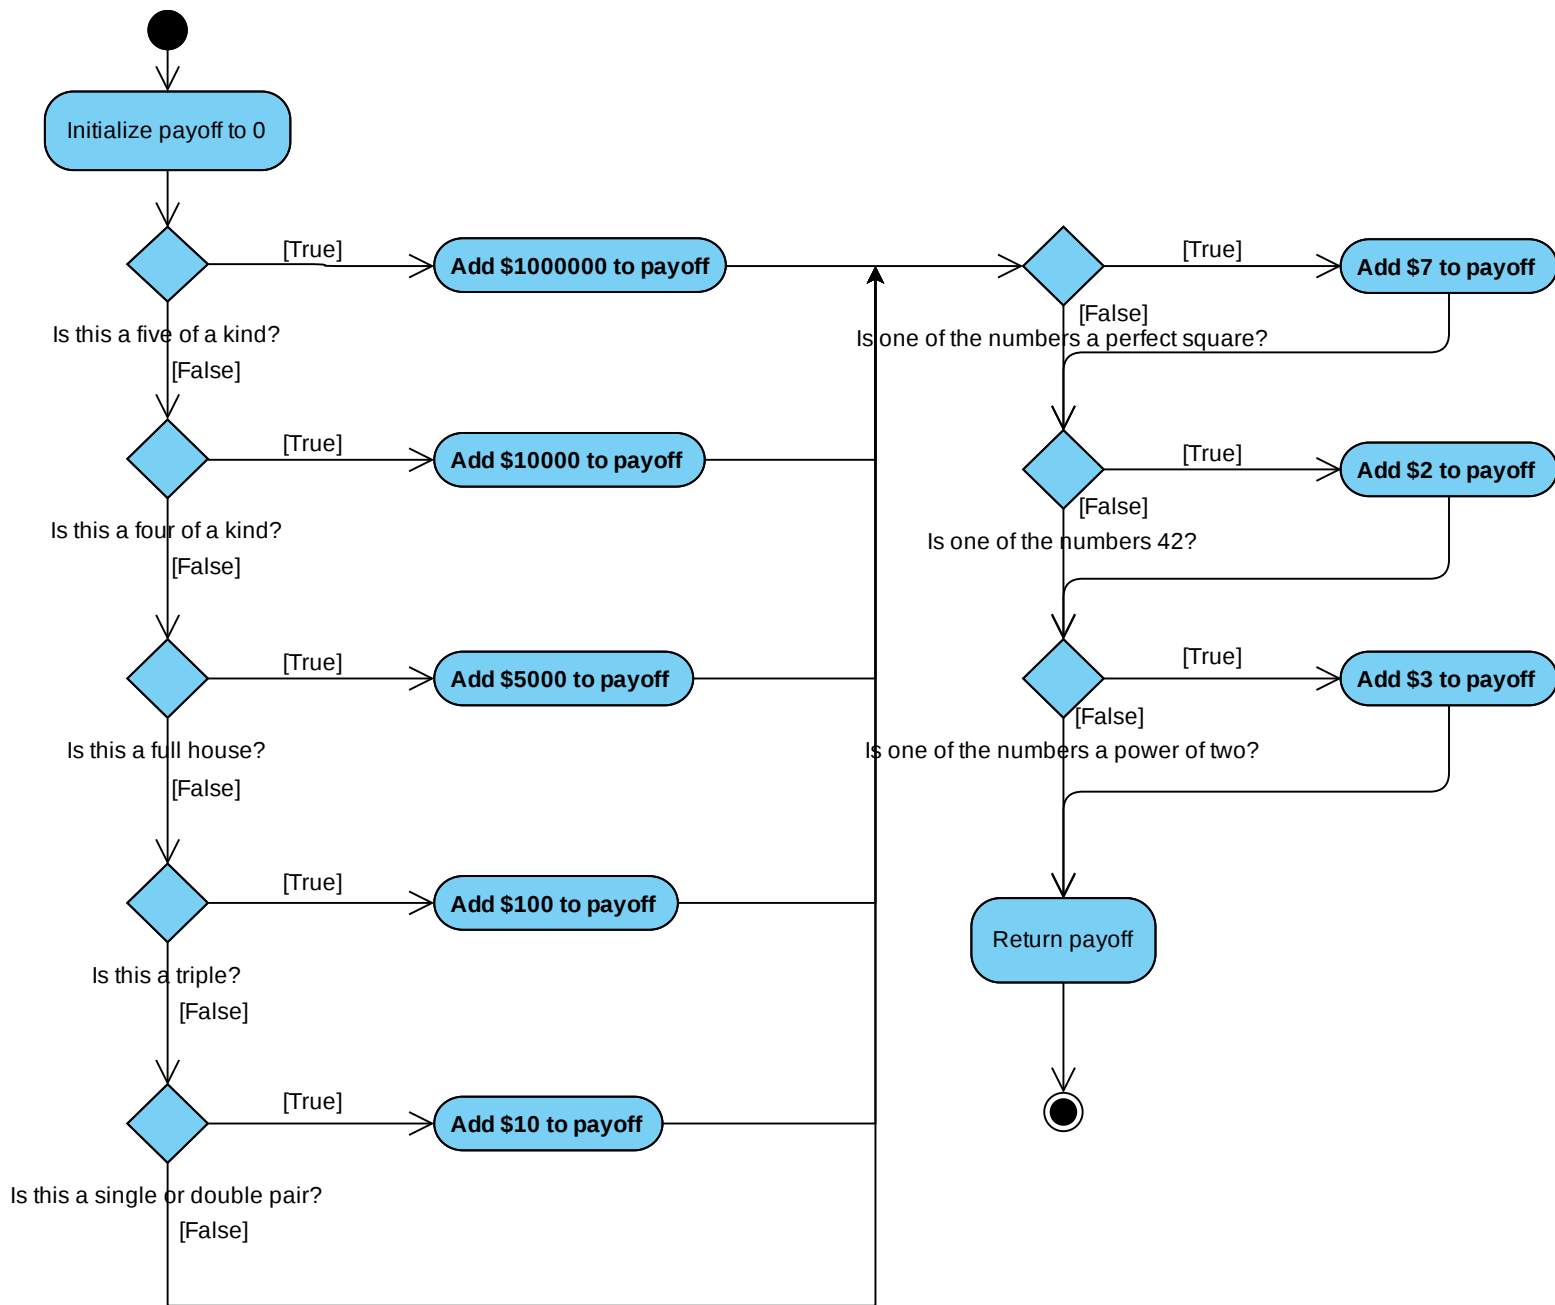 Initialize payoff to 0
[True]
Add $1000000 to payoff
Is this a five of a kind?
[False]
[True]
Add $10000 to payoff
Is this a four of a kind?
[False]
[True]
Add $5000 to payoff
Is this a full house?
[False]
[True]
Add $100 to payoff
Is this a triple?
[False]
[True]
Add $10 to payoff
Is this a single or double pair?
[False]
[True]
Add $7 to payoff
[False]
Is one of the numbers a perfect square?
[True]
Add $2 to payoff
[False]
Is one of the numbers 42?
[True]
Add $3 to payoff
[False]
Is one of the numbers a power of two?
Return payoff